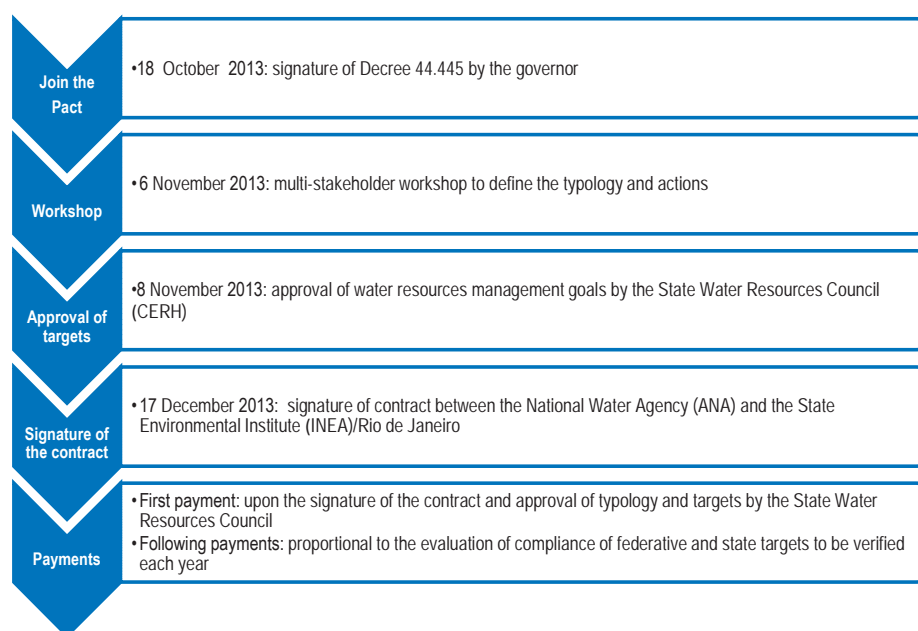 Join the
Pact
•18 October 2013: signature of Decree 44.445 by the governor
Workshop
•6 November 2013: multi-stakeholder workshop to define the typology and actions
Approval of
targets
•8 November 2013: approval of water resources management goals by the State Water Resources Council
(CERH)
Signature of
the contract
•17 December 2013: signature of contract between the National Water Agency (ANA) and the State
Environmental Institute (INEA)/Rio de Janeiro
Payments
•First payment: upon the signature of the contract and approval of typology and targets by the State Water
Resources Council
•Following payments: proportional to the evaluation of compliance of federative and state targets to be verified
each year